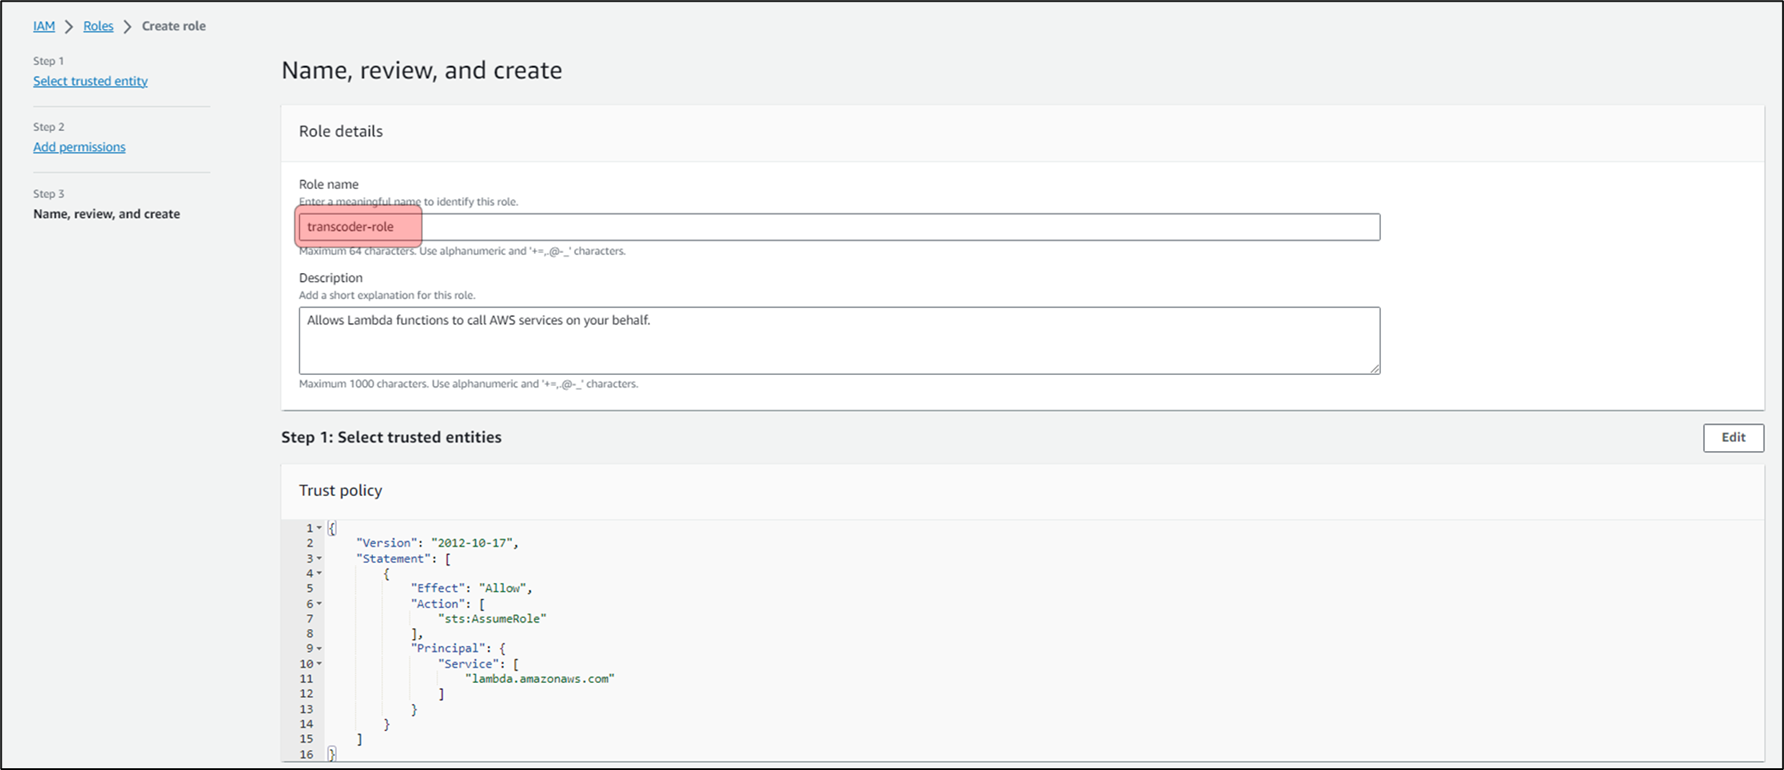 IAM > Roles > Create role
Step 1
Select trusted entity
Step 2
Add permissions
Step 3
Name, review, and create
Name, review, and create
Role details
Role name
Enter a meaningful name to identify this role.
transcoder-role
Maximum 64 characters. Use alphanumeric and '+=,.@-_' characters.
Description
Add a short explanation for this role.
Allows Lambda functions to call AWS services on your behalf.
Maximum 1000 characters. Use alphanumeric and '+=,.@-_' characters.
Step 1: Select trusted entities
Edit
Trust policy
1 {
2     "Version": "2012-10-17",
3     "Statement": [
4         {
5             "Effect": "Allow",
6             "Action": [
7                 "sts:AssumeRole"
8             ],
9             "Principal": {
10                 "Service": [
11                     "lambda.amazonaws.com"
12                 ]
13             }
14         }
15     ]
16 }